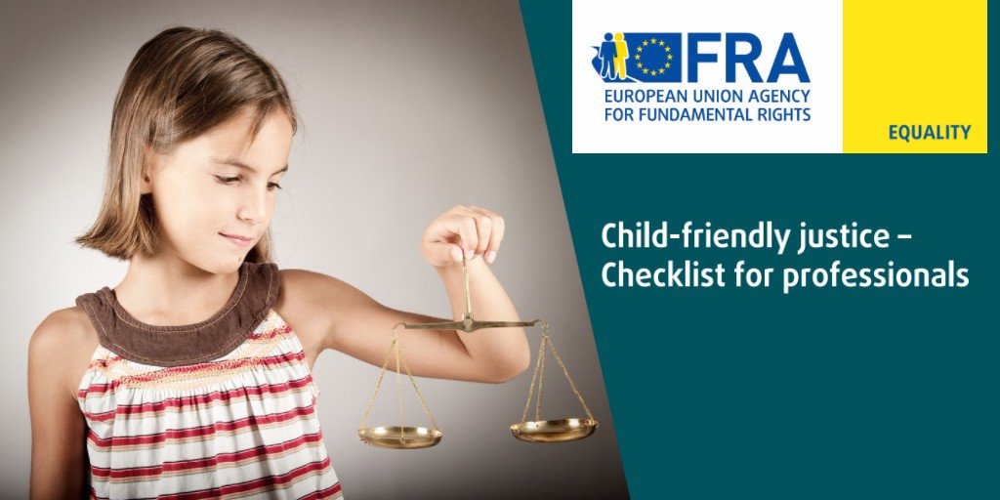 FRA
EUROPEAN UNION AGENCY
FOR FUNDAMENTAL RIGHTS
EQUALITY
Child-friendly justice –
Checklist for professionals